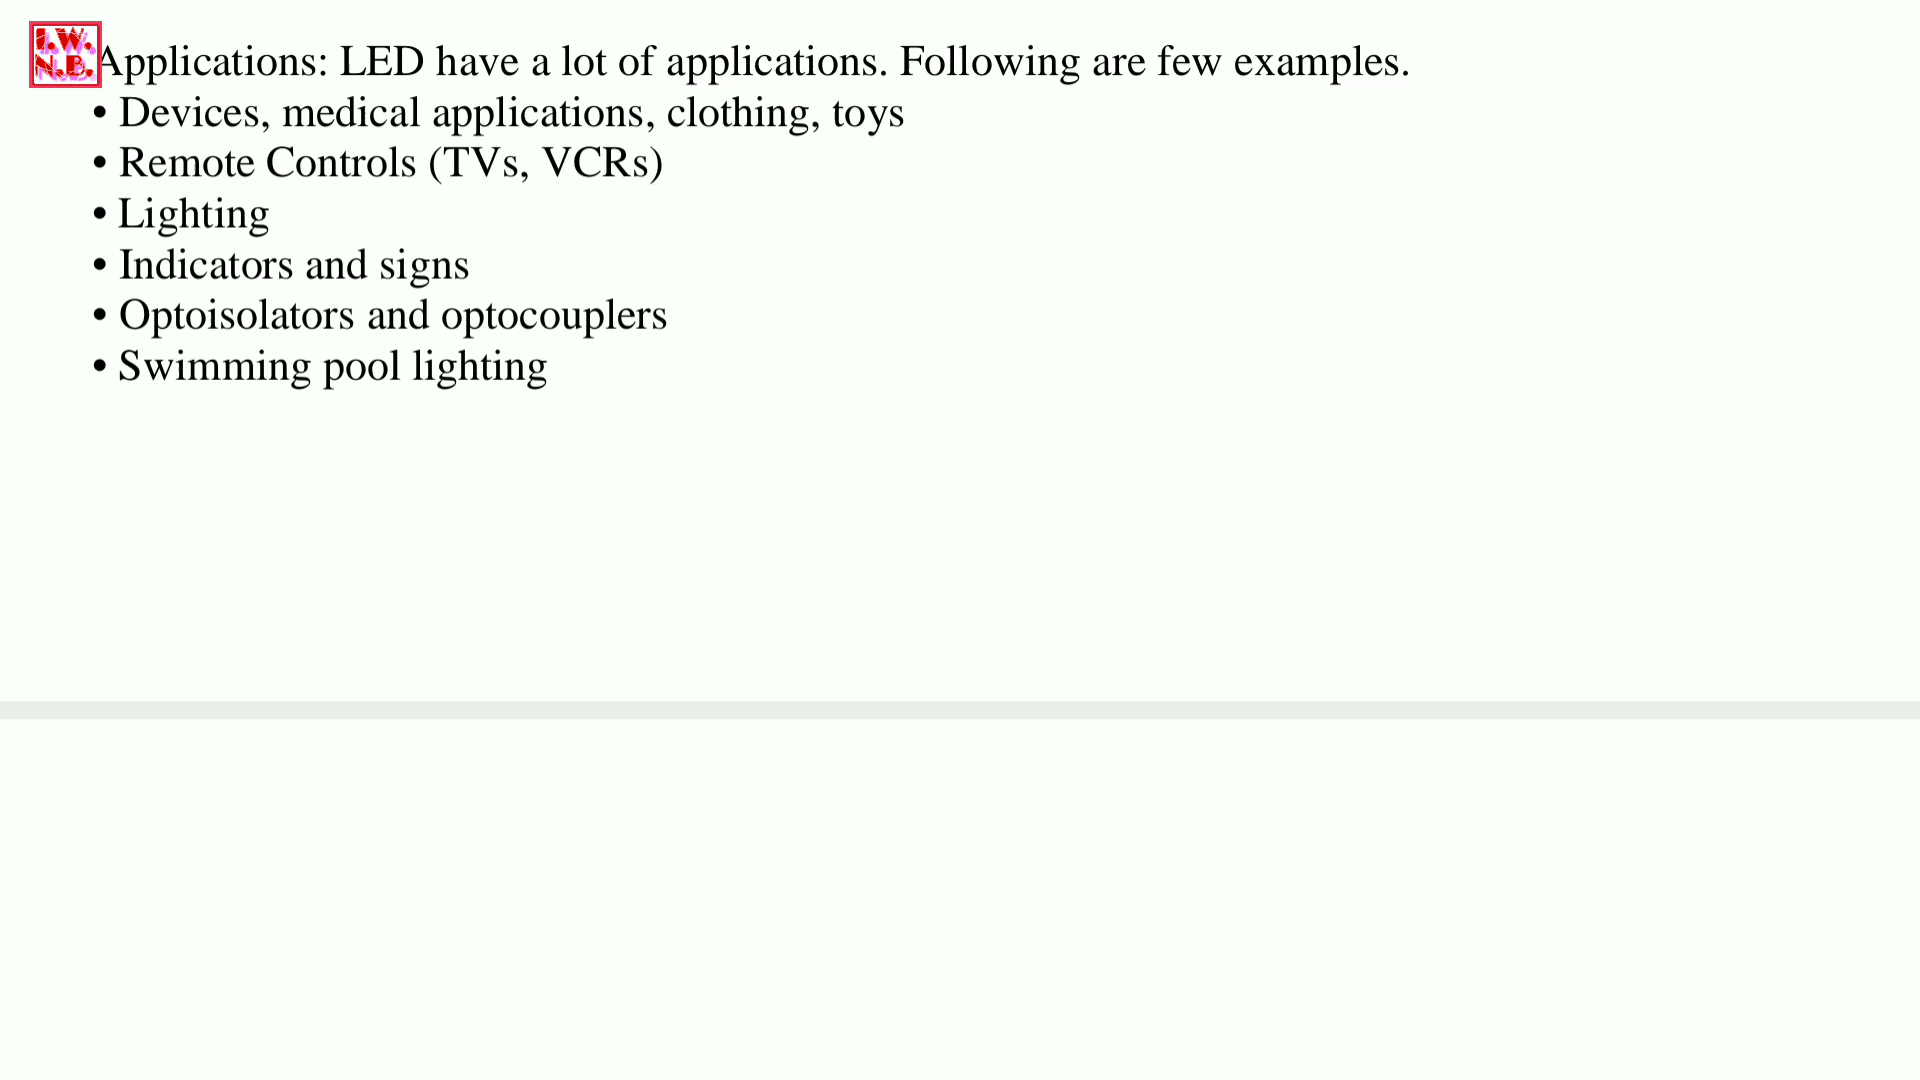 I.W.
N.B.
Applications: LED have a lot of applications. Following are few examples.
• Devices, medical applications, clothing, toys
• Remote Controls (TVs, VCRs)
• Lighting
• Indicators and signs
• Optoisolators and optocouplers
• Swimming pool lighting